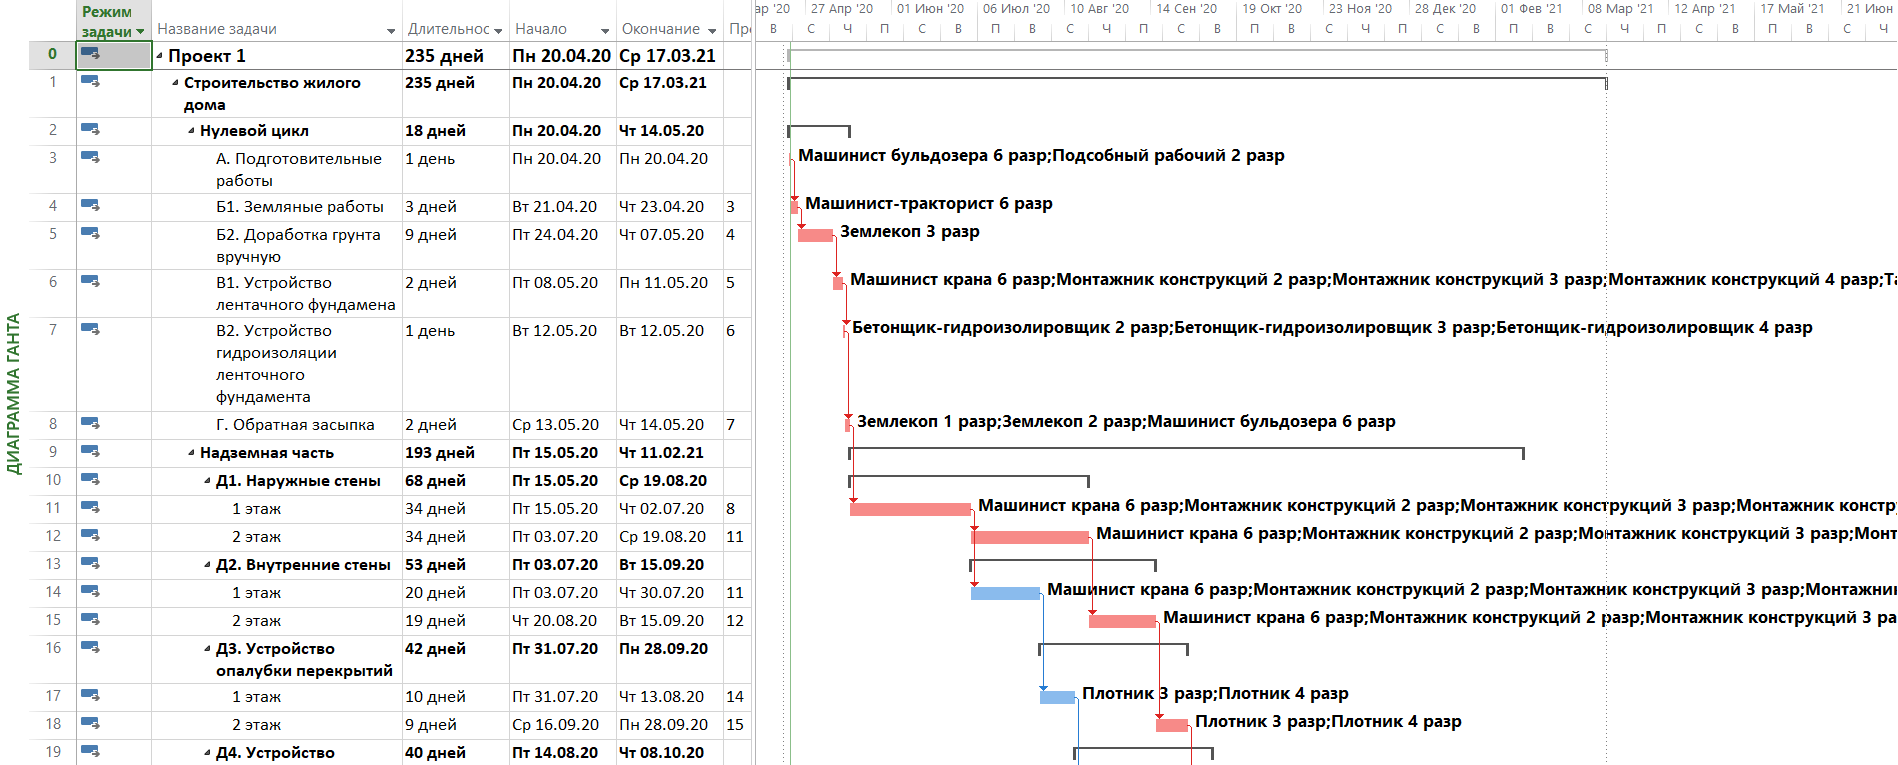 Режим задачи Название задачи Длительнос Начало Окончание Пре
ар '20 27 Апр '20 01 Июн '20 06 Июл '20 10 Авг '20 14 Сен '20 19 Окт '20 23 Ноя '20 28 Дек '20 01 Фев '21 08 Мар '21 12 Апр '21 17 Май '21 21 Июн
В С Ч П В С Ч П В С Ч П В С Ч П В С Ч П В С Ч П В С Ч П В С Ч
ДИАГРАММА ГАНТА
0 Проект 1 235 дней Пн 20.04.20 Ср 17.03.21
1 Строительство жилого 235 дней Пн 20.04.20 Ср 17.03.21
дома
2 Нулевой цикл 18 дней Пн 20.04.20 Чт 14.05.20
3 А. Подготовительные 1 день Пн 20.04.20 Пн 20.04.20 Машинист бульдозера 6 разр;Подсобный рабочий 2 разр
работы
4 Б1. Земляные работы 3 дней Вт 21.04.20 Чт 23.04.20 3 Машинист-тракторист 6 разр
5 Б2. Доработка грунта 9 дней Пт 24.04.20 Чт 07.05.20 4 Землекоп 3 разр
вручную
6 В1. Устройство 2 дней Пт 08.05.20 Пн 11.05.20 5 Машинист крана 6 разр;Монтажник конструкций 2 разр;Монтажник конструкций 3 разр;Монтажник конструкций 4 разр;Та
лентачного фундамена
7 В2. Устройство 1 день Вт 12.05.20 Вт 12.05.20 6 Бетонщик-гидроизолировщик 2 разр;Бетонщик-гидроизолировщик 3 разр;Бетонщик-гидроизолировщик 4 разр
гидроизоляции
ленточного
фундамента
8 Г. Обратная засыпка 2 дней Ср 13.05.20 Чт 14.05.20 7 Землекоп 1 разр;Землекоп 2 разр;Машинист бульдозера 6 разр
9 Надземная часть 193 дней Пт 15.05.20 Чт 11.02.21
10 Д1. Наружные стены 68 дней Пт 15.05.20 Ср 19.08.20
11 1 этаж 34 дней Пт 15.05.20 Чт 02.07.20 8 Машинист крана 6 разр;Монтажник конструкций 2 разр;Монтажник конструкций 3 разр;Монтажник констру
12 2 этаж 34 дней Пт 03.07.20 Ср 19.08.20 11 Машинист крана 6 разр;Монтажник конструкций 2 разр;Монтажник конструкций 3 разр;Монт
13 Д2. Внутренние стены 53 дней Пт 03.07.20 Вт 15.09.20
14 1 этаж 20 дней Пт 03.07.20 Чт 30.07.20 11 Машинист крана 6 разр;Монтажник конструкций 2 разр;Монтажник конструкций 3 разр;Монтажник
15 2 этаж 19 дней Чт 20.08.20 Вт 15.09.20 12 Машинист крана 6 разр;Монтажник конструкций 2 разр;Монтажник конструкций 3 ра
16 Д3. Устройство 42 дней Пт 31.07.20 Пн 28.09.20
опалубки перекрытий
17 1 этаж 10 дней Пт 31.07.20 Чт 13.08.20 14 Плотник 3 разр;Плотник 4 разр
18 2 этаж 9 дней Ср 16.09.20 Пн 28.09.20 15 Плотник 3 разр;Плотник 4 разр
19 Д4. Устройство 40 дней Пт 14.08.20 Чт 08.10.20